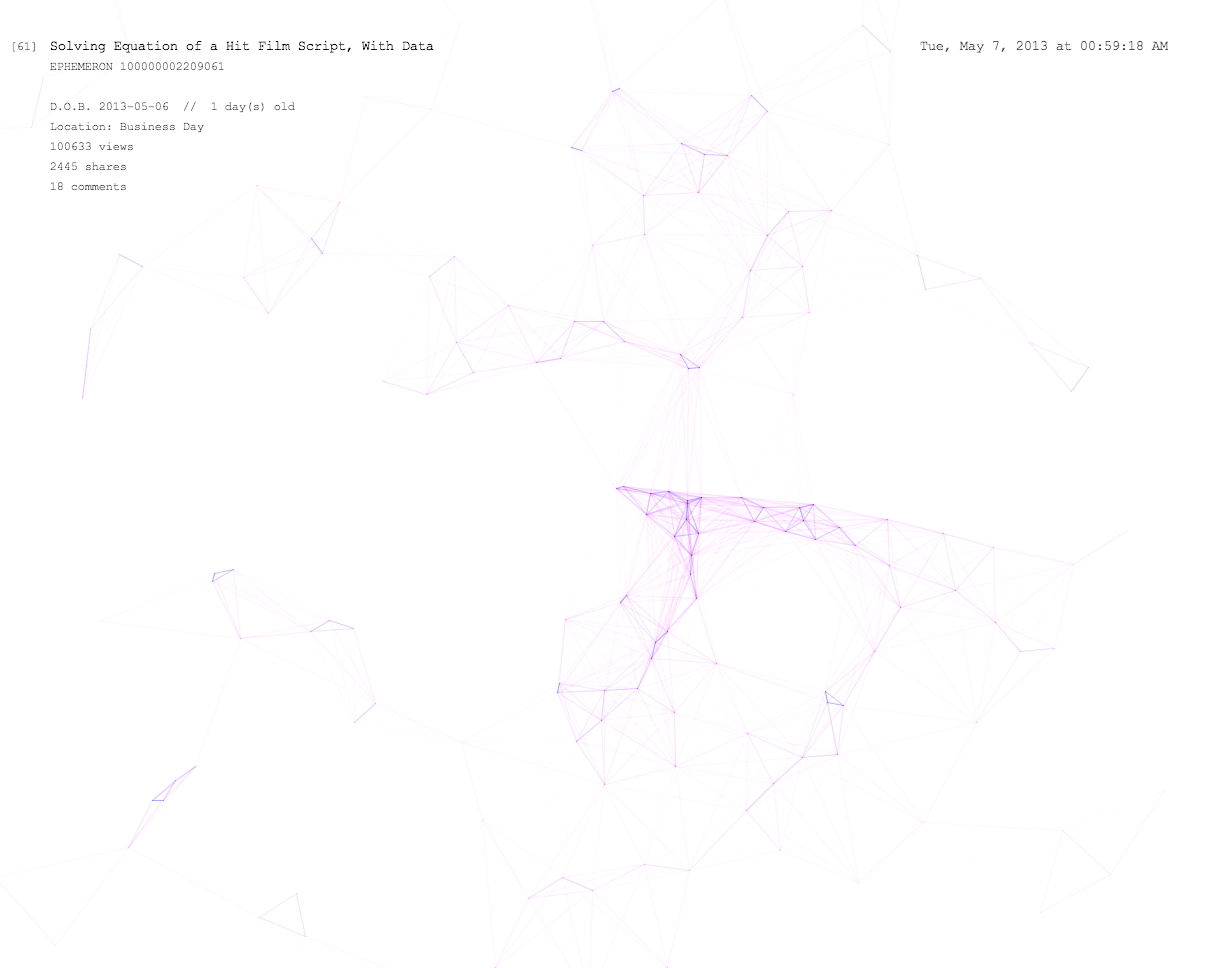 [61] Solving Equation of a Hit Film Script, With Data
Tue, May 7, 2013 at 00:59:18 AM
EPHEMERON 100000002209061
D.O.B. 2013-05-06 // 1 day(s) old
Location: Business Day
100633 views
2445 shares
18 comments